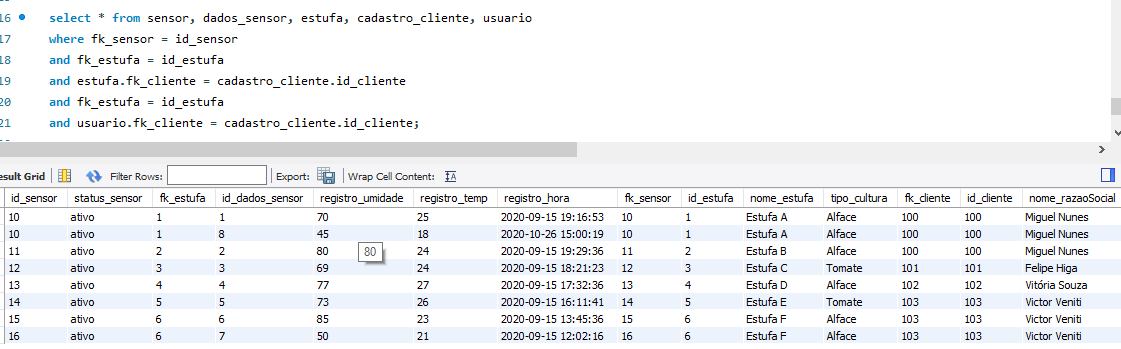 16 select * from sensor, dados_sensor, estufa, cadastro_cliente, usuario
17 where fk_sensor = id_sensor
18 and fk_estufa = id_estufa
19 and estufa.fk_cliente = cadastro_cliente.id_cliente
20 and fk_estufa = id_estufa
21 and usuario.fk_cliente = cadastro_cliente.id_cliente;
esult Grid Filter Rows: Export: Wrap Cell Content:
id_sensor status_sensor fk_estufa id_dados_sensor registro_umidade registro_temp registro_hora fk_sensor id_estufa nome_estufa tipo_cultura fk_cliente id_cliente nome_razaoSocial
10 ativo 1 1 70 25 2020-09-15 19:16:53 10 1 Estufa A Alface 100 100 Miguel Nunes
10 ativo 1 8 45 18 2020-10-26 15:00:19 10 1 Estufa A Alface 100 100 Miguel Nunes
11 ativo 2 2 80 80 24 2020-09-15 19:29:36 11 2 Estufa B Alface 100 100 Miguel Nunes
12 ativo 3 3 69 24 2020-09-15 18:21:23 12 3 Estufa C Tomate 101 101 Felipe Higa
13 ativo 4 4 77 27 2020-09-15 17:32:36 13 4 Estufa D Alface 102 102 Vitória Souza
14 ativo 5 5 73 26 2020-09-15 16:11:41 14 5 Estufa E Tomate 103 103 Victor Veniti
15 ativo 6 6 85 23 2020-09-15 13:45:36 15 6 Estufa F Alface 103 103 Victor Veniti
16 ativo 6 7 50 21 2020-09-15 12:02:16 16 6 Estufa F Alface 103 103 Victor Veniti